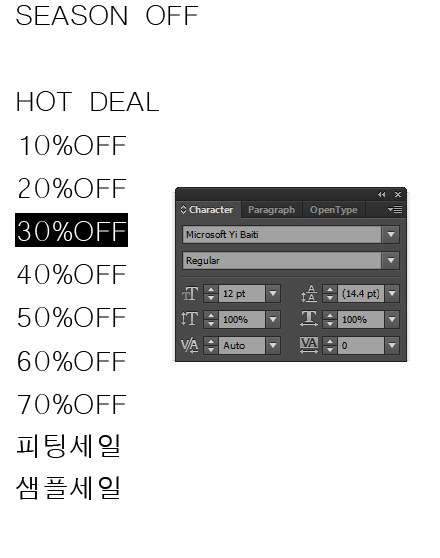 SEASON OFF
HOT DEAL
10%OFF
20%OFF
30%OFF
40%OFF
50%OFF
60%OFF
70%OFF
피팅세일
샘플세일
Character Paragraph OpenType
Microsoft Yi Baiti
Regular
12 pt (14.4 pt)
100% 100%
Auto 0